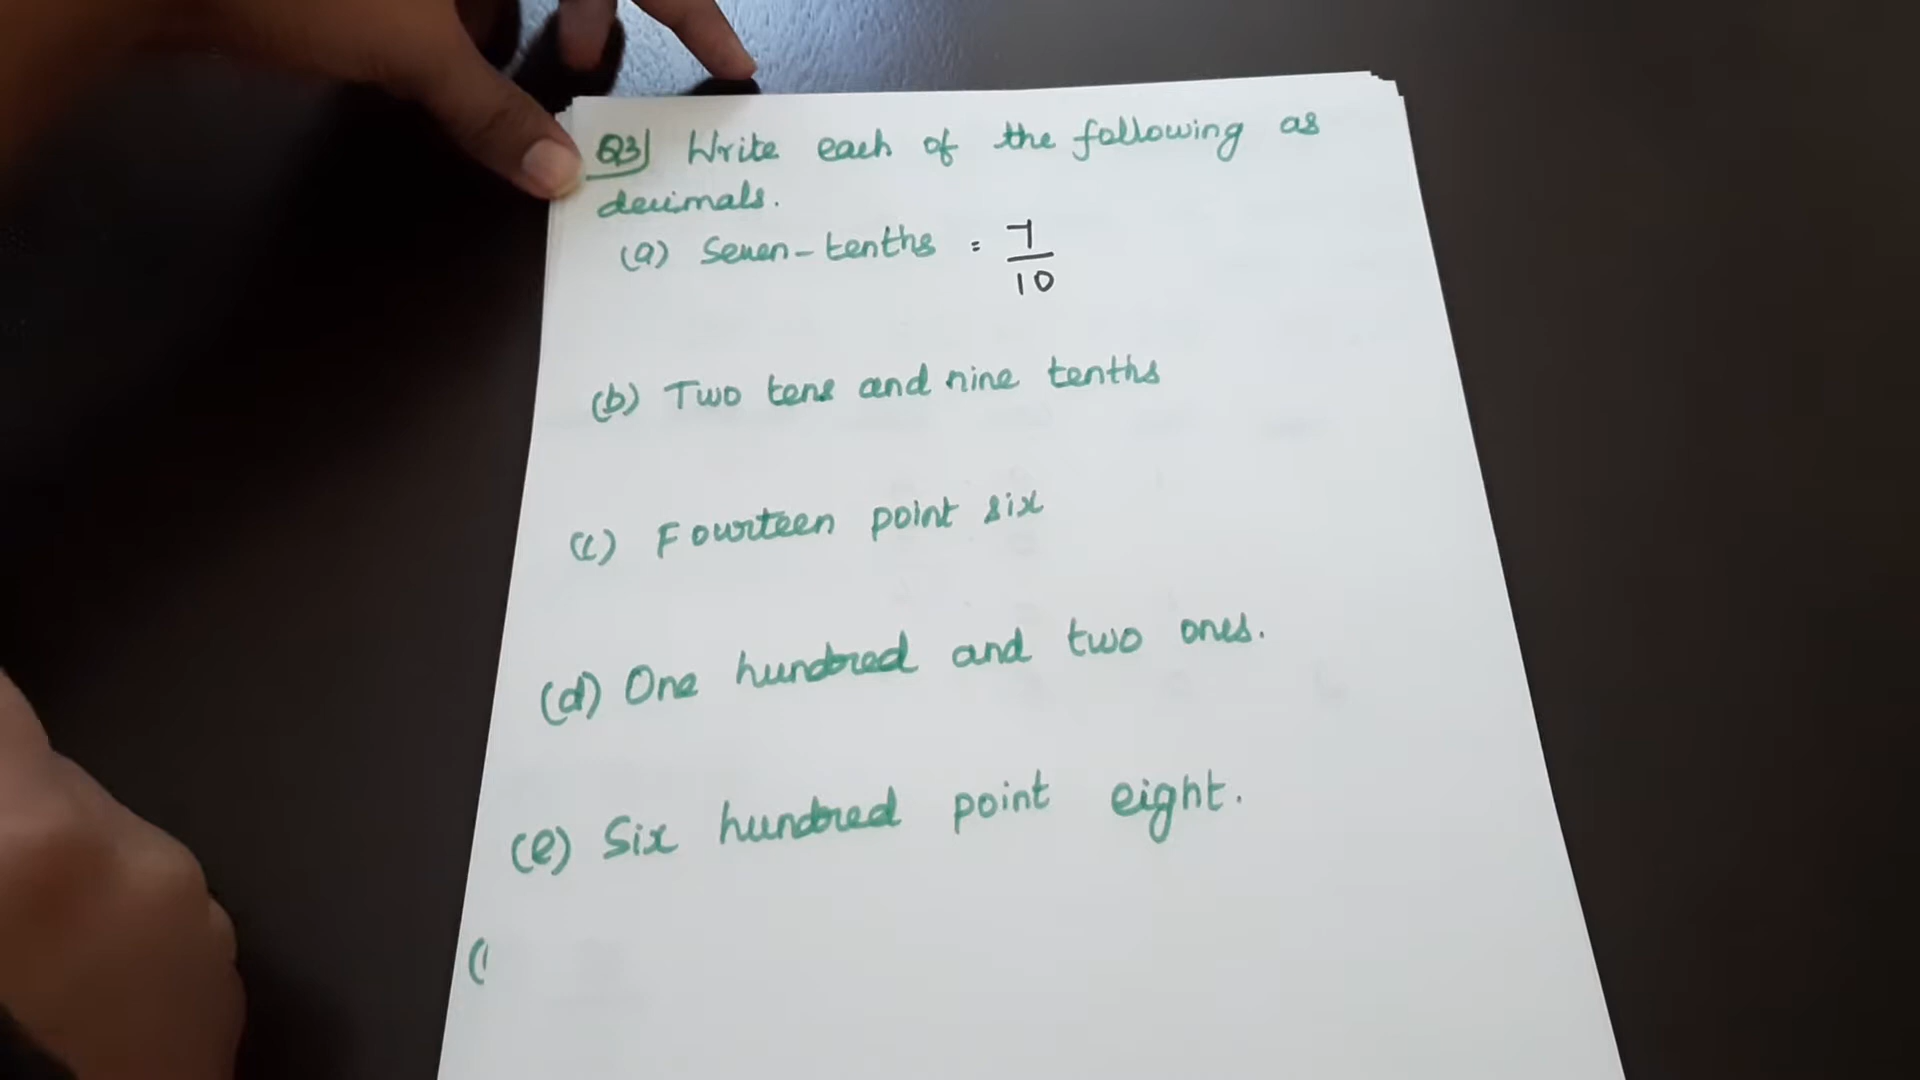 Q3) Write each of the following as
decimals.
(a) Seven-tenths = 7/10
(b) Two tens and nine tenths
(c) Fourteen point six
(d) One hundred and two ones.
(e) Six hundred point eight.
(